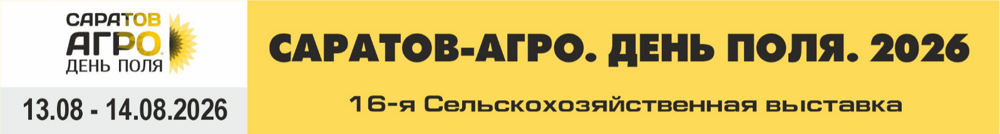 САРАТОВ
АГРО
ДЕНЬ ПОЛЯ
13.08 - 14.08.2026
САРАТОВ-АГРО. ДЕНЬ ПОЛЯ. 2026
16-я Сельскохозяйственная выставка